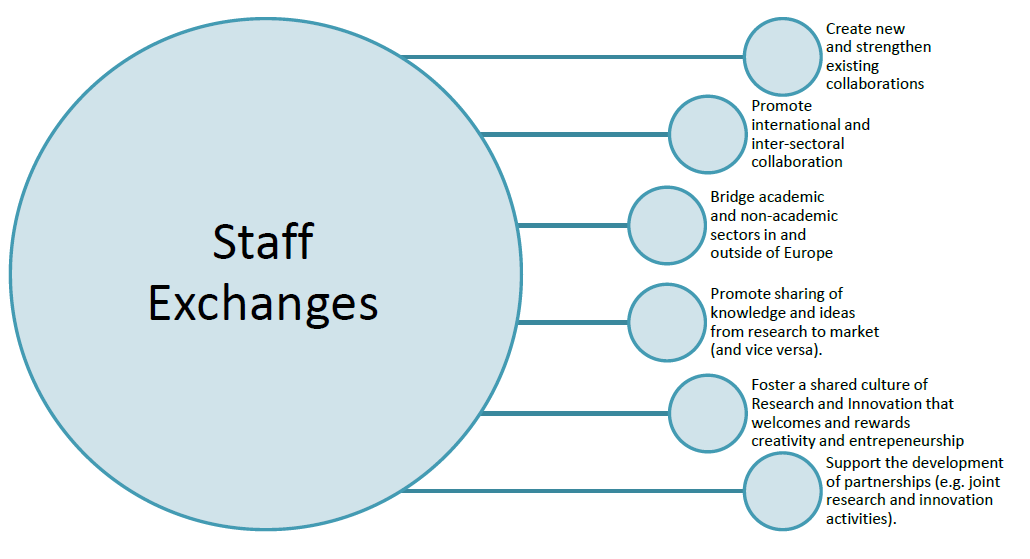 Staff
Exchanges
Create new
and strengthen
existing
collaborations
Promote
international and
inter-sectoral
collaboration
Bridge academic
and non-academic
sectors in and
outside of Europe
Promote sharing of
knowledge and ideas
from research to market
(and vice versa).
Foster a shared culture of
Research and Innovation that
welcomes and rewards
creativity and entrepeneurship
Support the development
of partnerships (e.g. joint
research and innovation
activities).